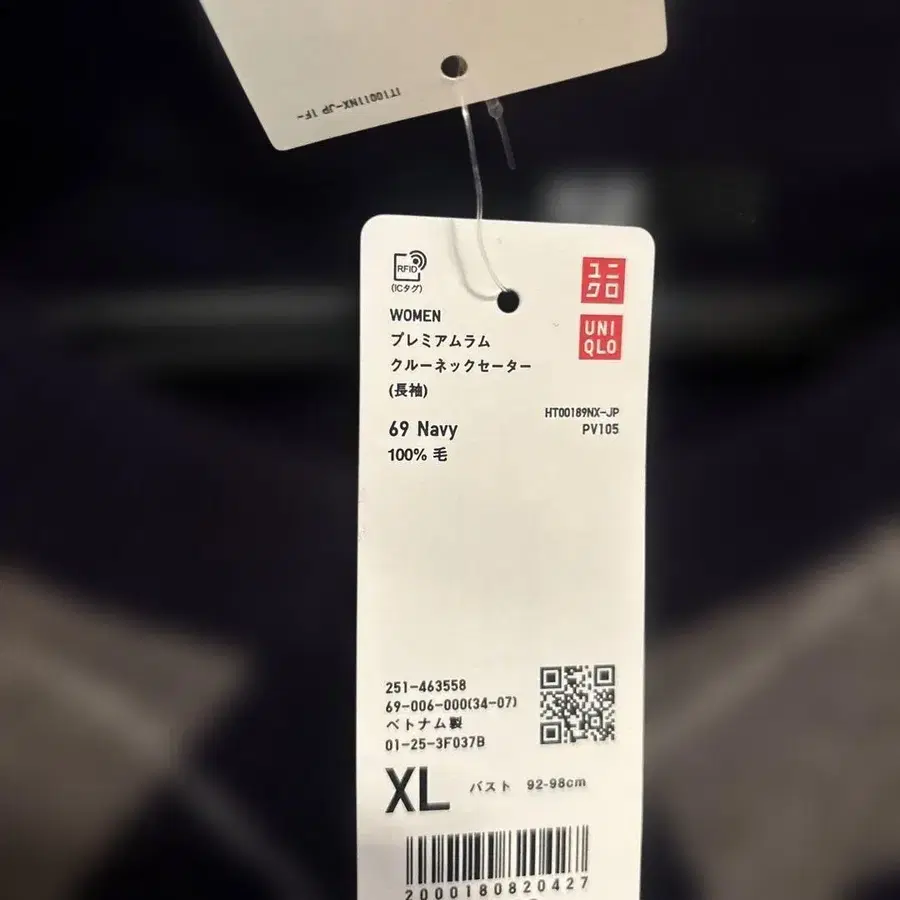 IT10011NX-JP 1F-
RFID
(ICタグ)
ユニ
クロ
UNI
QLO
WOMEN
プレミアムラム
クルーネックセーター
(長袖)
HT00189NX-JP
69 Navy
PV105
100% 毛
251-463558
69-006-000(34-07)
ベトナム製
01-25-3F037B
XL バスト 92-98cm
2000180820427